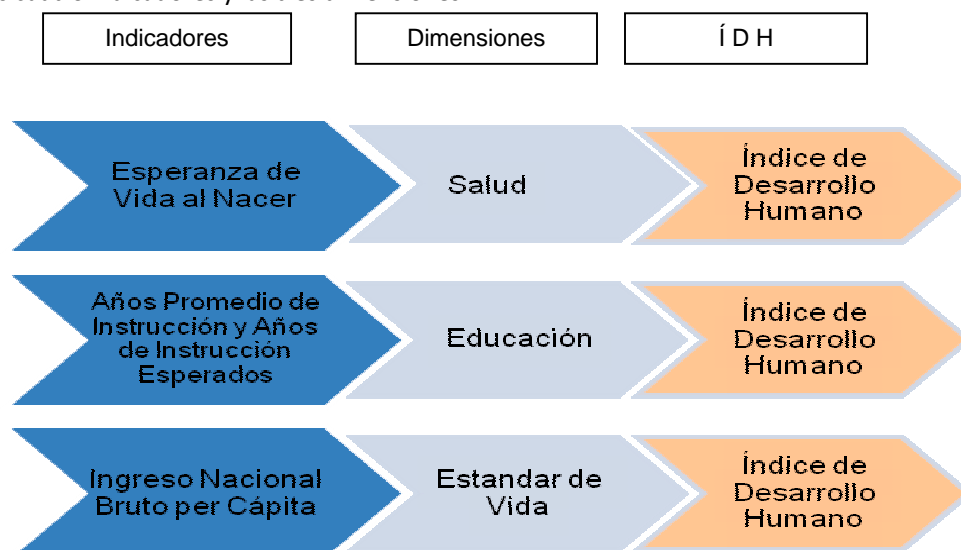 Indicadores
Dimensiones
Í D H
Esperanza de
Vida al Nacer
Salud
Índice de
Desarrollo
Humano
Años Promedio de
Instrucción y Años
de Instrucción
Esperados
Educación
Índice de
Desarrollo
Humano
Ingreso Nacional
Bruto per Cápita
Estandar de
Vida
Índice de
Desarrollo
Humano